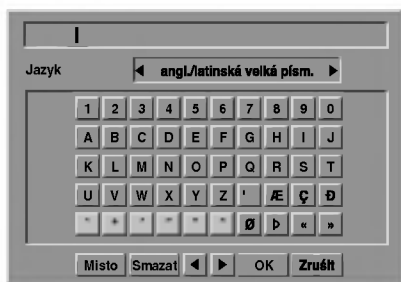 Jazyk ◀ angl./latinská velká písm. ▶
1 2 3 4 5 6 7 8 9 0
A B C D E F G H I J
K L M N O P Q R S T
U V W X Y Z ' Æ Ç Ð
Ø Þ « »
Misto Smazat ◀ ▶ OK Zrušit